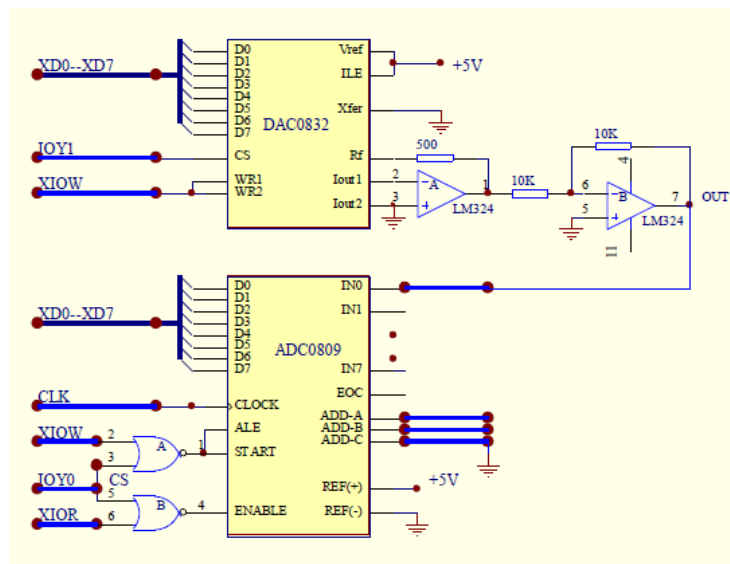 XD0--XD7
D0
D1
D2
D3
D4
D5
D6
D7
DAC0832
Vref
ILE
+5V
Xfer
IOY1
CS
Rf
500
XIOW
WR1
WR2
Iout1
Iout2
2
3
A
1
LM324
10K
10K
4
6
5
B
7
11
LM324
OUT
XD0--XD7
D0
D1
D2
D3
D4
D5
D6
D7
ADC0809
IN0
IN1
IN7
EOC
CLK
CLOCK
ADD-A
ADD-B
ADD-C
XIOW
2
3
A
1
ALE
START
IOY0
CS
5
6
B
4
XIOR
ENABLE
REF(+)
+5V
REF(-)